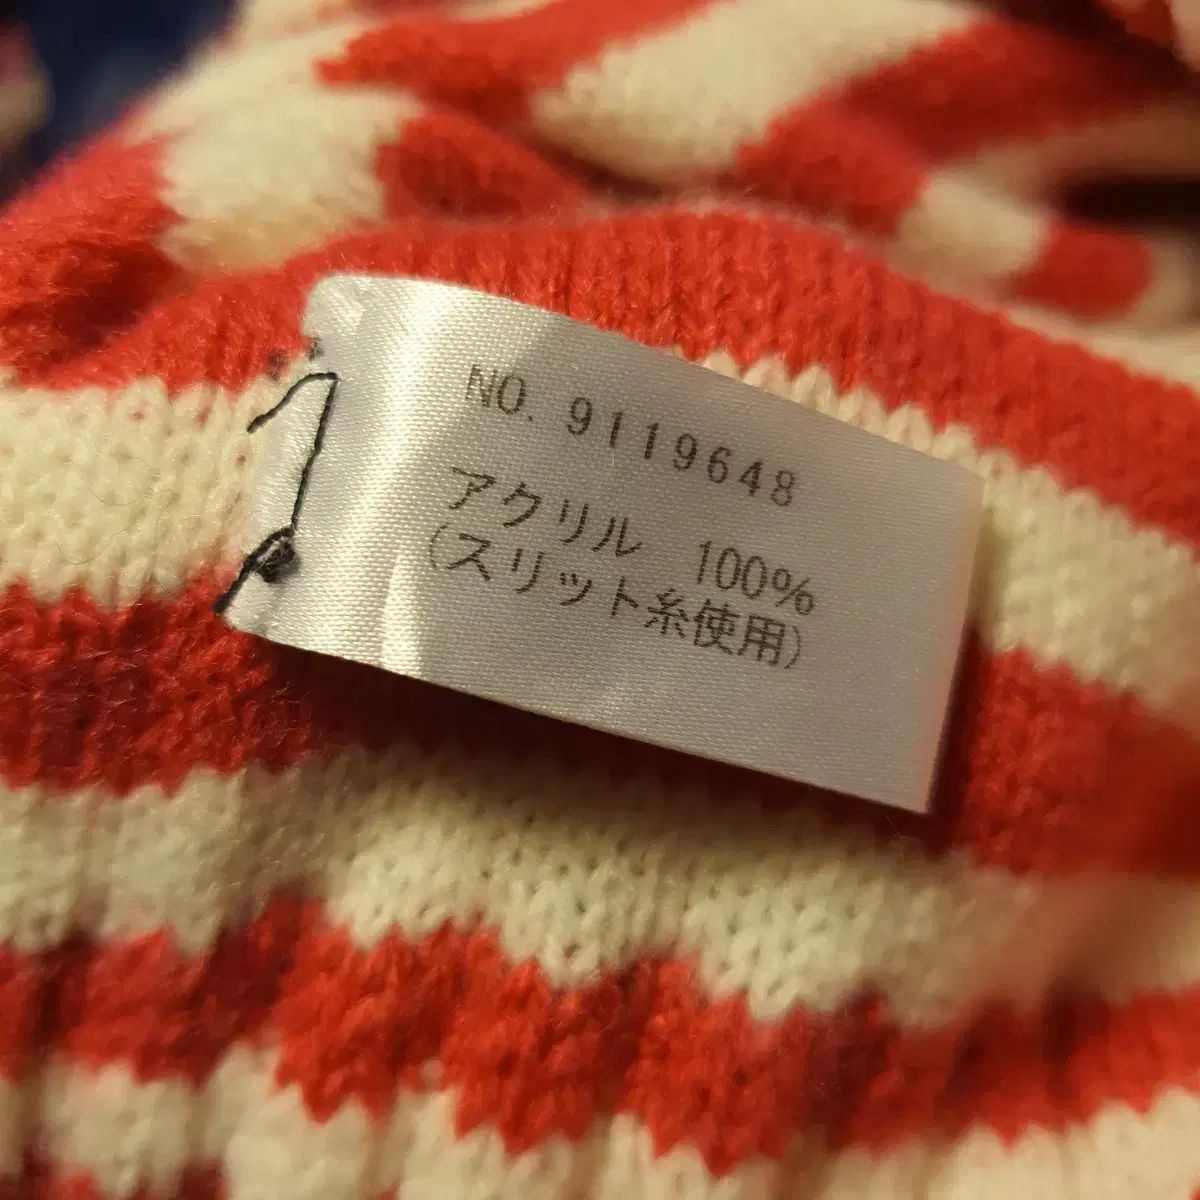 NO. 9119648
アクリル 100%
(スリット糸使用)